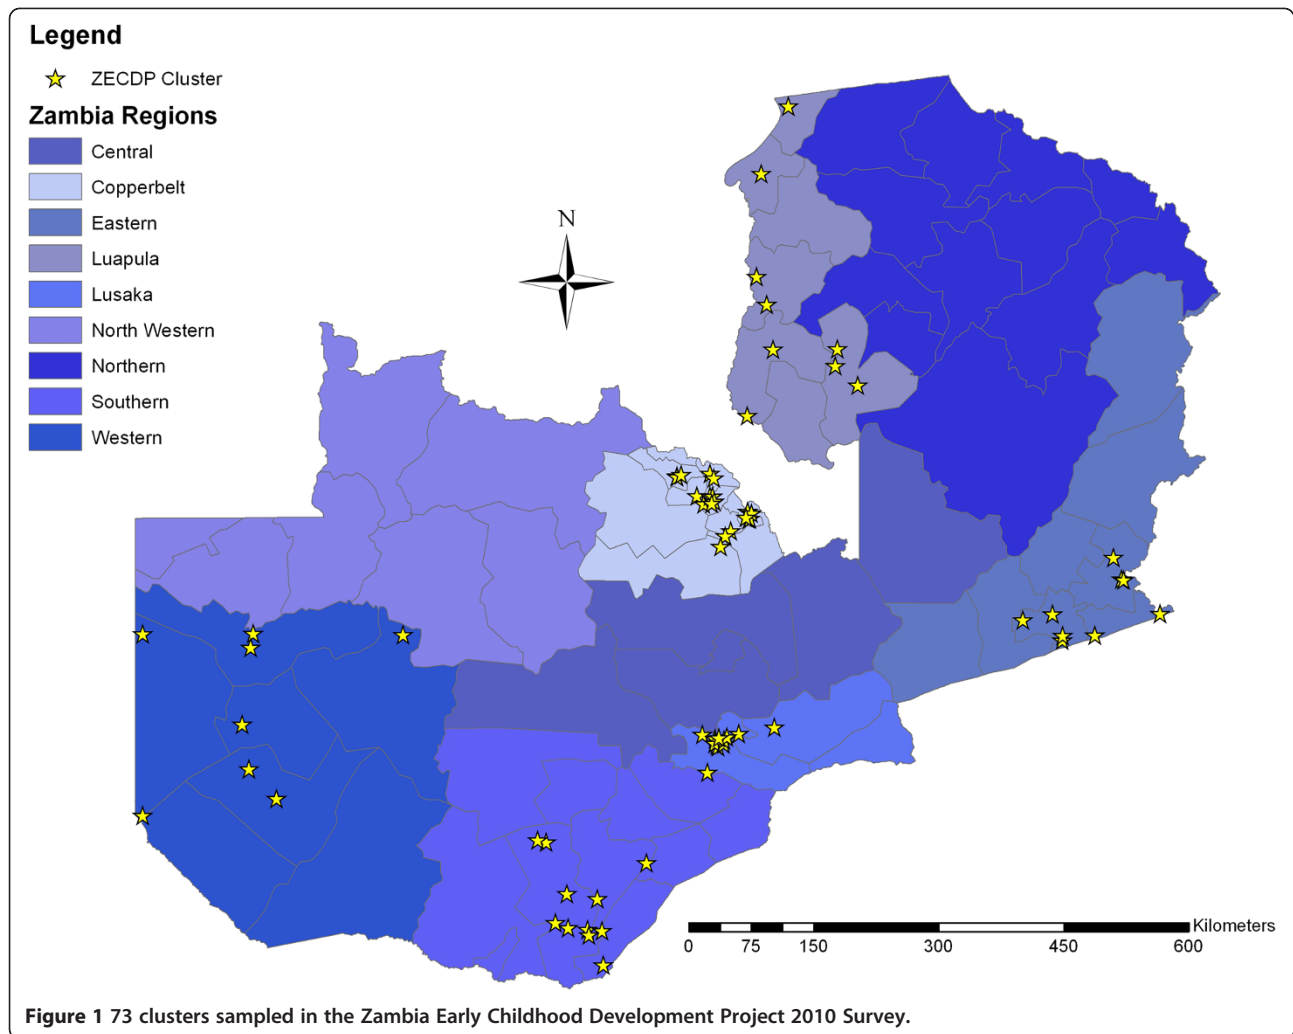 Legend
ZECDP Cluster
Zambia Regions
Central
Copperbelt
Eastern
Luapula
Lusaka
North Western
Northern
Southern
Western
N
Kilometers
0 75 150 300 450 600
Figure 1 73 clusters sampled in the Zambia Early Childhood Development Project 2010 Survey.